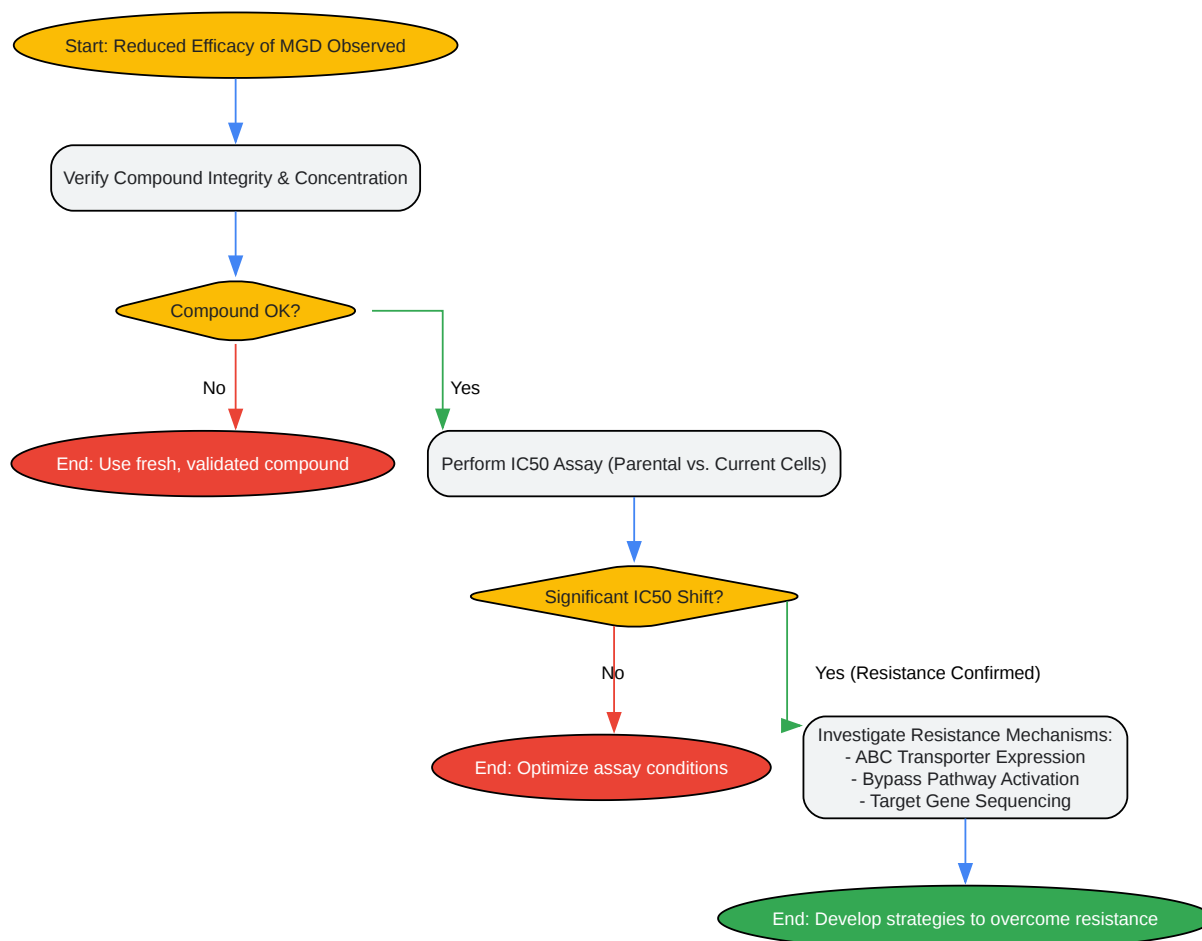 Start: Reduced Efficacy of MGD Observed
Verify Compound Integrity & Concentration
Compound OK?
No
Yes
End: Use fresh, validated compound
Perform IC50 Assay (Parental vs. Current Cells)
Significant IC50 Shift?
No
Yes (Resistance Confirmed)
End: Optimize assay conditions
Investigate Resistance Mechanisms:
- ABC Transporter Expression
- Bypass Pathway Activation
- Target Gene Sequencing
End: Develop strategies to overcome resistance